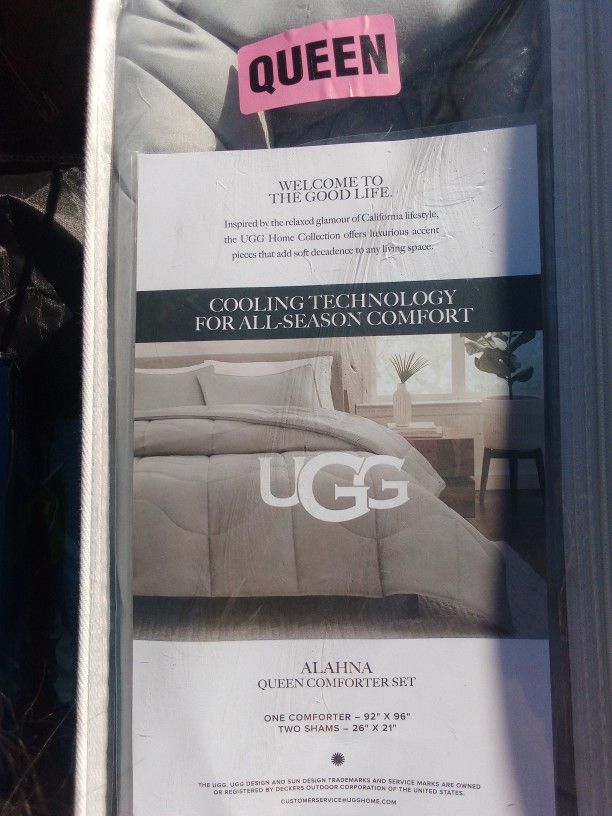 QUEEN
WELCOME TO
THE GOOD LIFE.
Inspired by the relaxed glamour of California lifestyle,
the UGG Home Collection offers luxurious accent
pieces that add soft decadence to any living space.
COOLING TECHNOLOGY
FOR ALL-SEASON COMFORT
UGG
ALAHNA
QUEEN COMFORTER SET
ONE COMFORTER – 92" X 96"
TWO SHAMS – 26" X 21"
THE UGG, UGG DESIGN AND SUN DESIGN TRADEMARKS AND SERVICE MARKS ARE OWNED
OR REGISTERED BY DECKERS OUTDOOR CORPORATION OF THE UNITED STATES.
CUSTOMERSERVICE@UGGHOME.COM